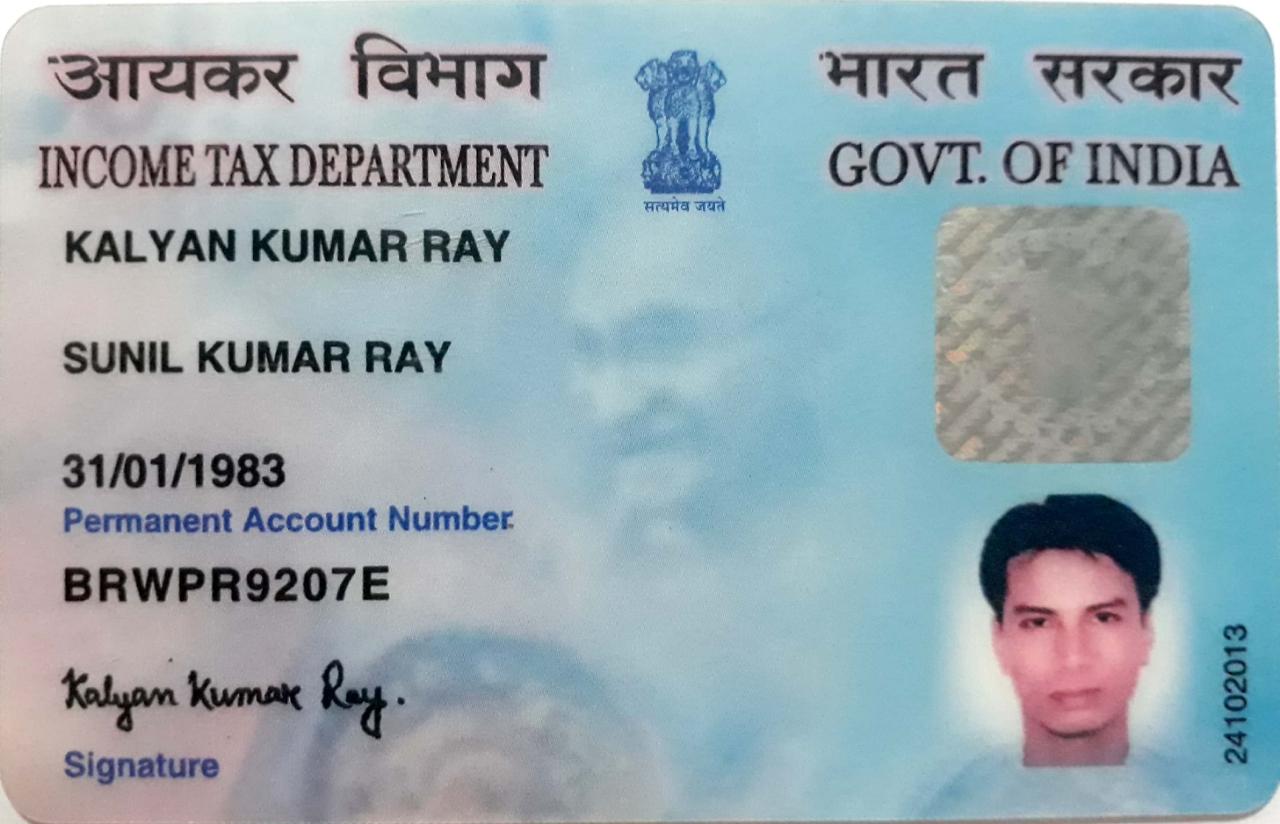 आयकर विभाग
INCOME TAX DEPARTMENT
सत्यमेव जयते
भारत सरकार
GOVT. OF INDIA
KALYAN KUMAR RAY
SUNIL KUMAR RAY
31/01/1983
Permanent Account Number
BRWPR9207E
Kalyan Kumar Ray.
Signature
24102013